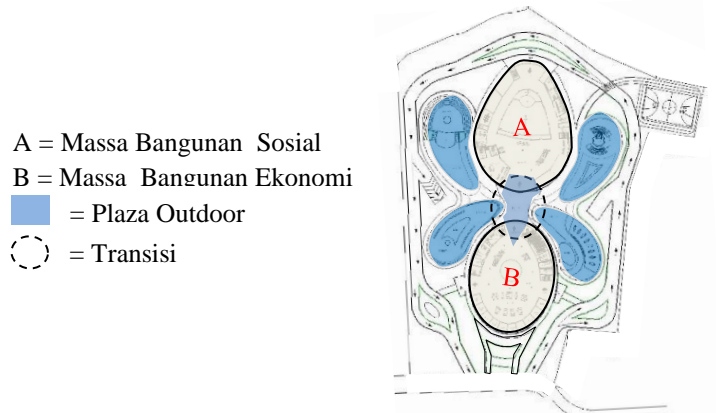 A = Massa Bangunan Sosial
B = Massa Bangunan Ekonomi
= Plaza Outdoor
= Transisi
A
B